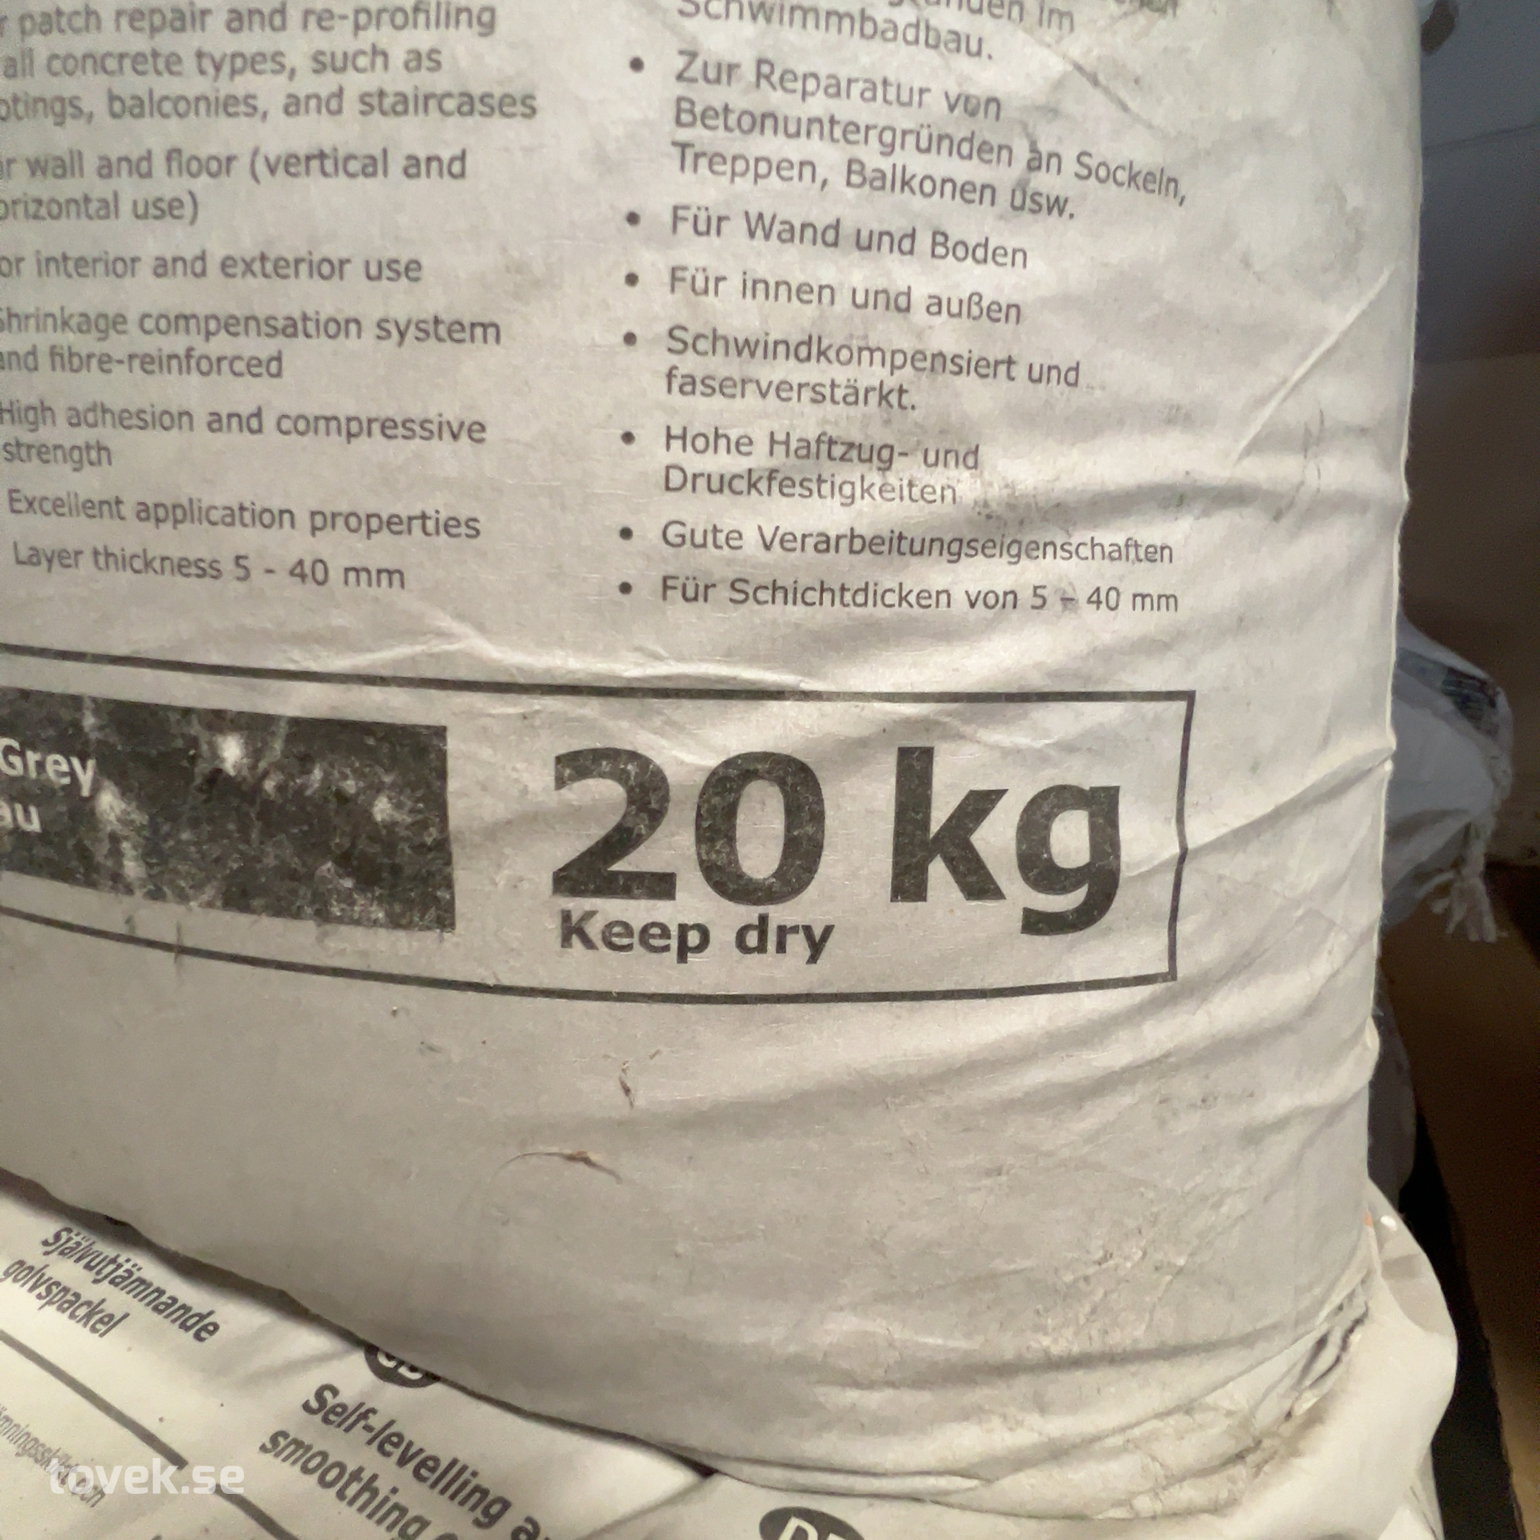 patch repair and re-profiling
all concrete types, such as
balconies, and staircases
wall and floor (vertical and
use)
interior and exterior use
Shrinkage compensation system
and fibre-reinforced
High adhesion and compressive
strength
Excellent application properties
Layer thickness 5 - 40 mm
im
Schwimmbadbau.
• Zur Reparatur von
Betonuntergründen an Sockeln,
Treppen, Balkonen usw.
• Für Wand und Boden
• Für innen und außen
• Schwindkompensiert und
faserverstärkt.
• Hohe Haftzug- und
Druckfestigkeiten
• Gute Verarbeitungseigenschaften
• Für Schichtdicken von 5 - 40 mm
Grey
20 kg
Keep dry
Självutjämnande
golvspackel
Self-levelling
smoothing
DE
tovek.se